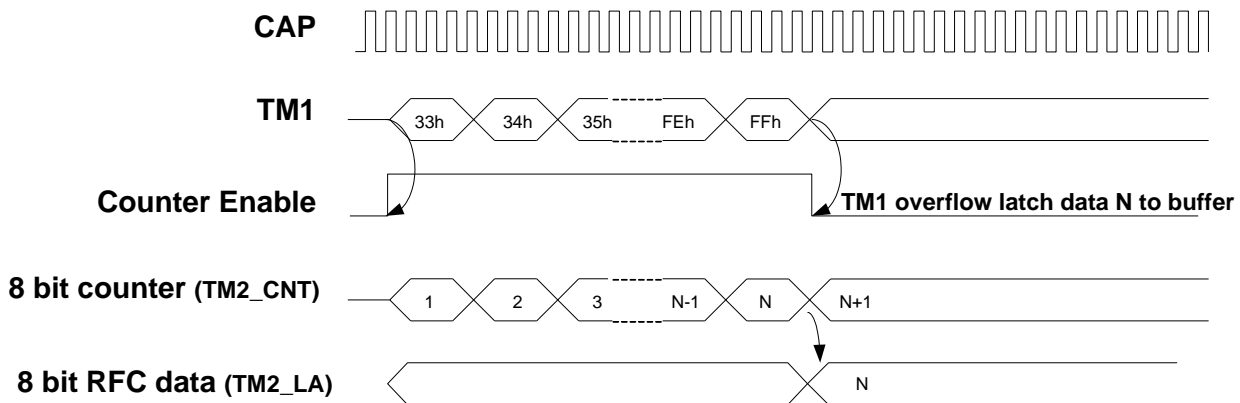 CAP
TM1
33h 34h 35h FEh FFh
Counter Enable
TM1 overflow latch data N to buffer
8 bit counter (TM2_CNT)
1 2 3 N-1 N N+1
8 bit RFC data (TM2_LA)
N